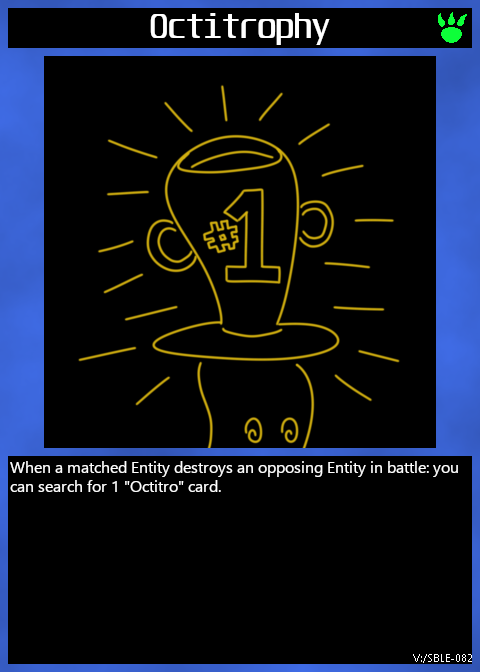 Octitrophy
#1
When a matched Entity destroys an opposing Entity in battle: you
can search for 1 "Octitro" card.
V:/SBLE-082